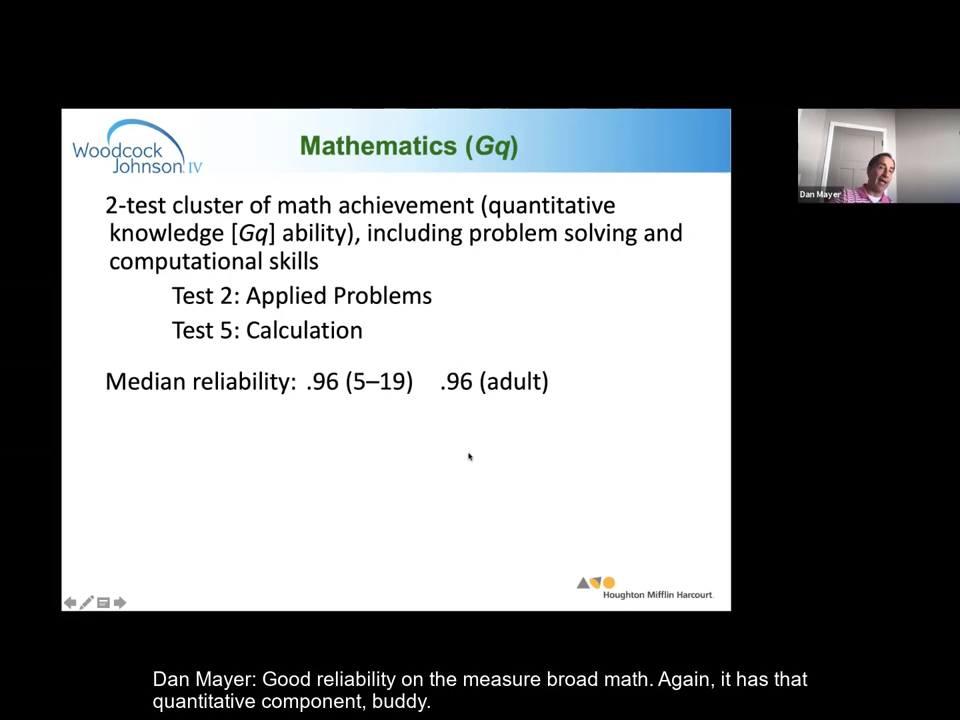 Woodcock
Johnson IV
Mathematics (Gq)
2-test cluster of math achievement (quantitative
knowledge [Gq] ability), including problem solving and
computational skills
Test 2: Applied Problems
Test 5: Calculation
Median reliability: .96 (5–19) .96 (adult)
Houghton Mifflin Harcourt
Dan Mayer
Dan Mayer: Good reliability on the measure broad math. Again, it has that
quantitative component, buddy.